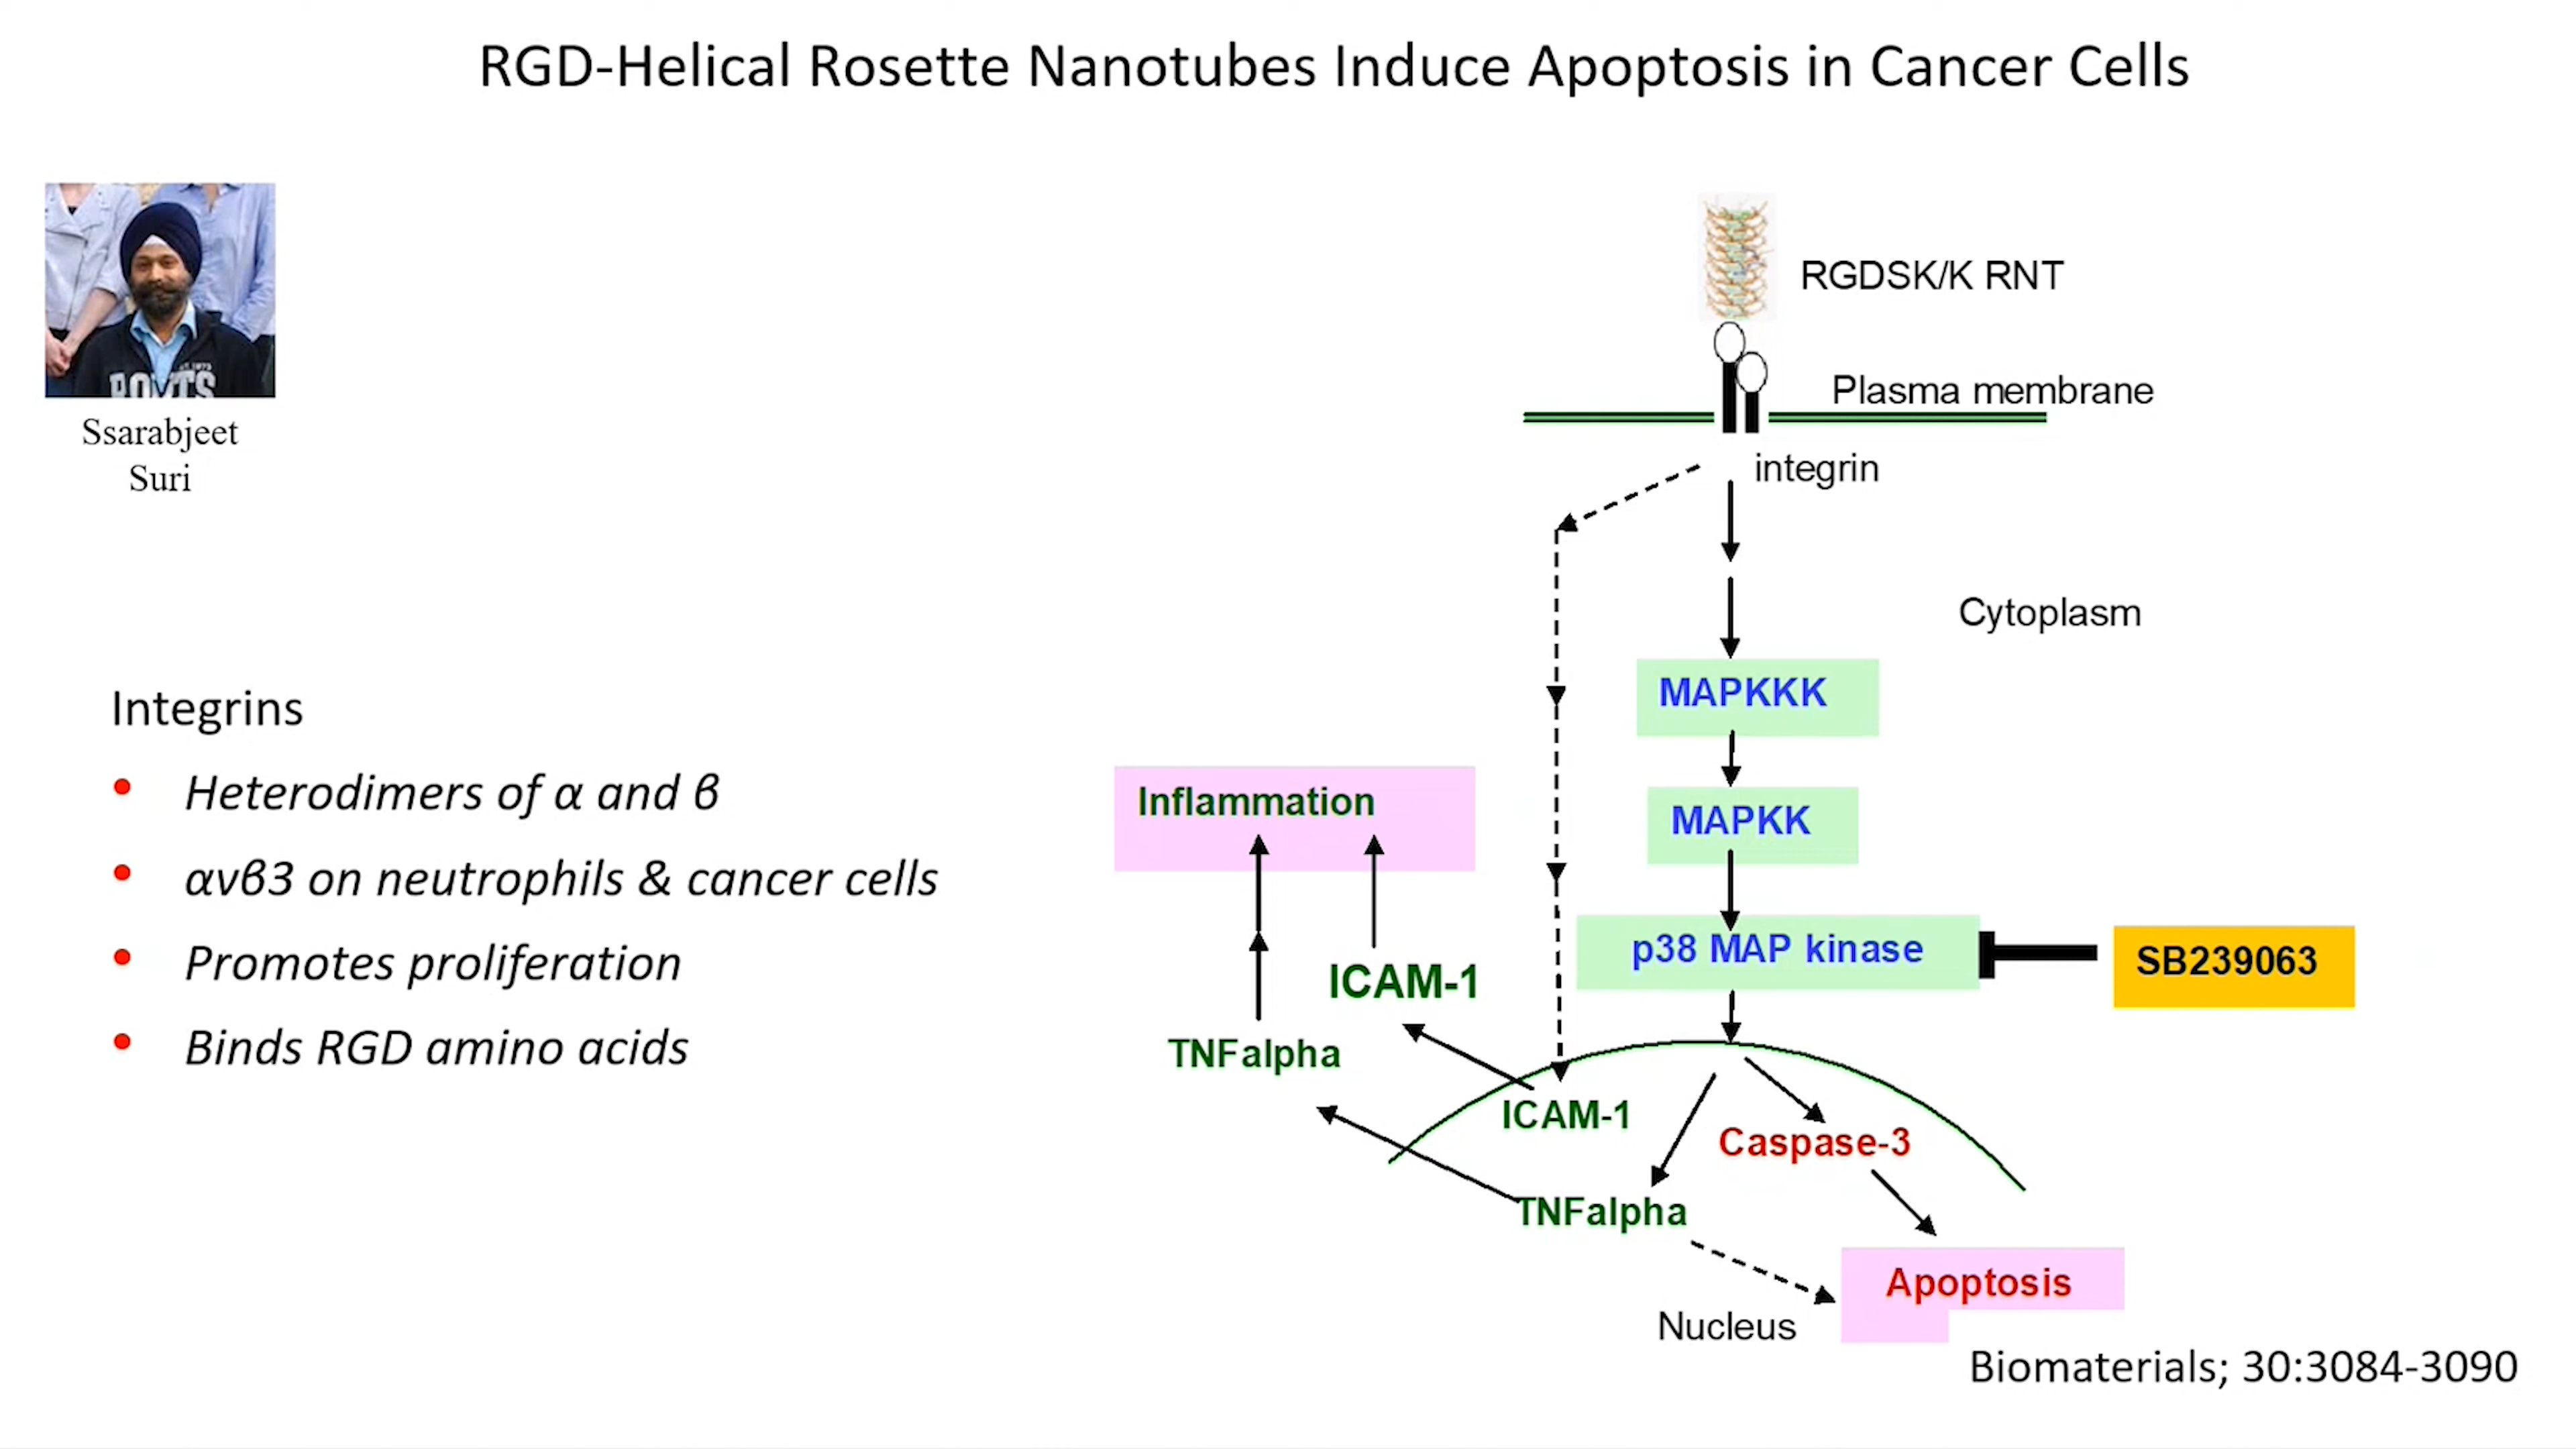 RGD-Helical Rosette Nanotubes Induce Apoptosis in Cancer Cells
Ssarabjeet
Suri
Integrins
• Heterodimers of α and β
• αvβ3 on neutrophils & cancer cells
• Promotes proliferation
• Binds RGD amino acids
RGDSK/K RNT
Plasma membrane
integrin
Cytoplasm
MAPKKK
MAPKK
p38 MAP kinase
SB239063
Inflammation
ICAM-1
TNFalpha
ICAM-1
Caspase-3
TNFalpha
Apoptosis
Nucleus
Biomaterials; 30:3084-3090